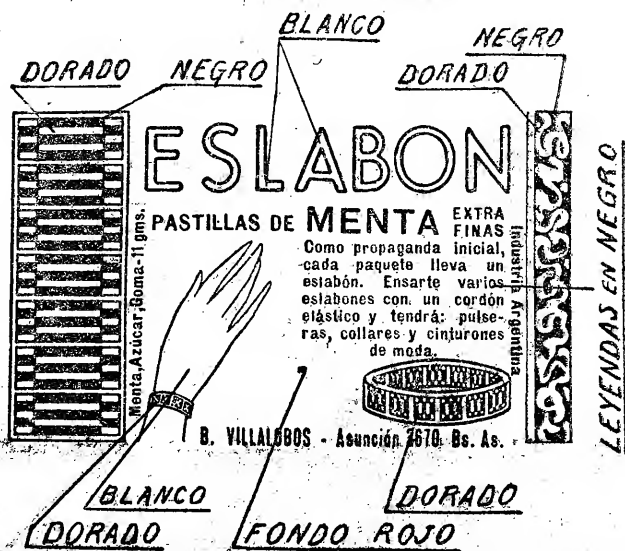 BLANCO
NEGRO
DORADO NEGRO
DORADO
ESLABON
PASTILLAS DE MENTA EXTRA FINAS
Como propaganda inicial,
cada paquete lleva un
eslabón. Ensarte varios
eslabones con un cordón
elástico y tendrá: pulse-
ras, collares y cinturones
de moda.
Menta, Azúcar, Goma-11 gms.
Industria Argentina
LEYENDAS EN NEGRO
B. VILLALOBOS - Asunción 2670 Bs. As.
BLANCO
DORADO
DORADO
FONDO ROJO